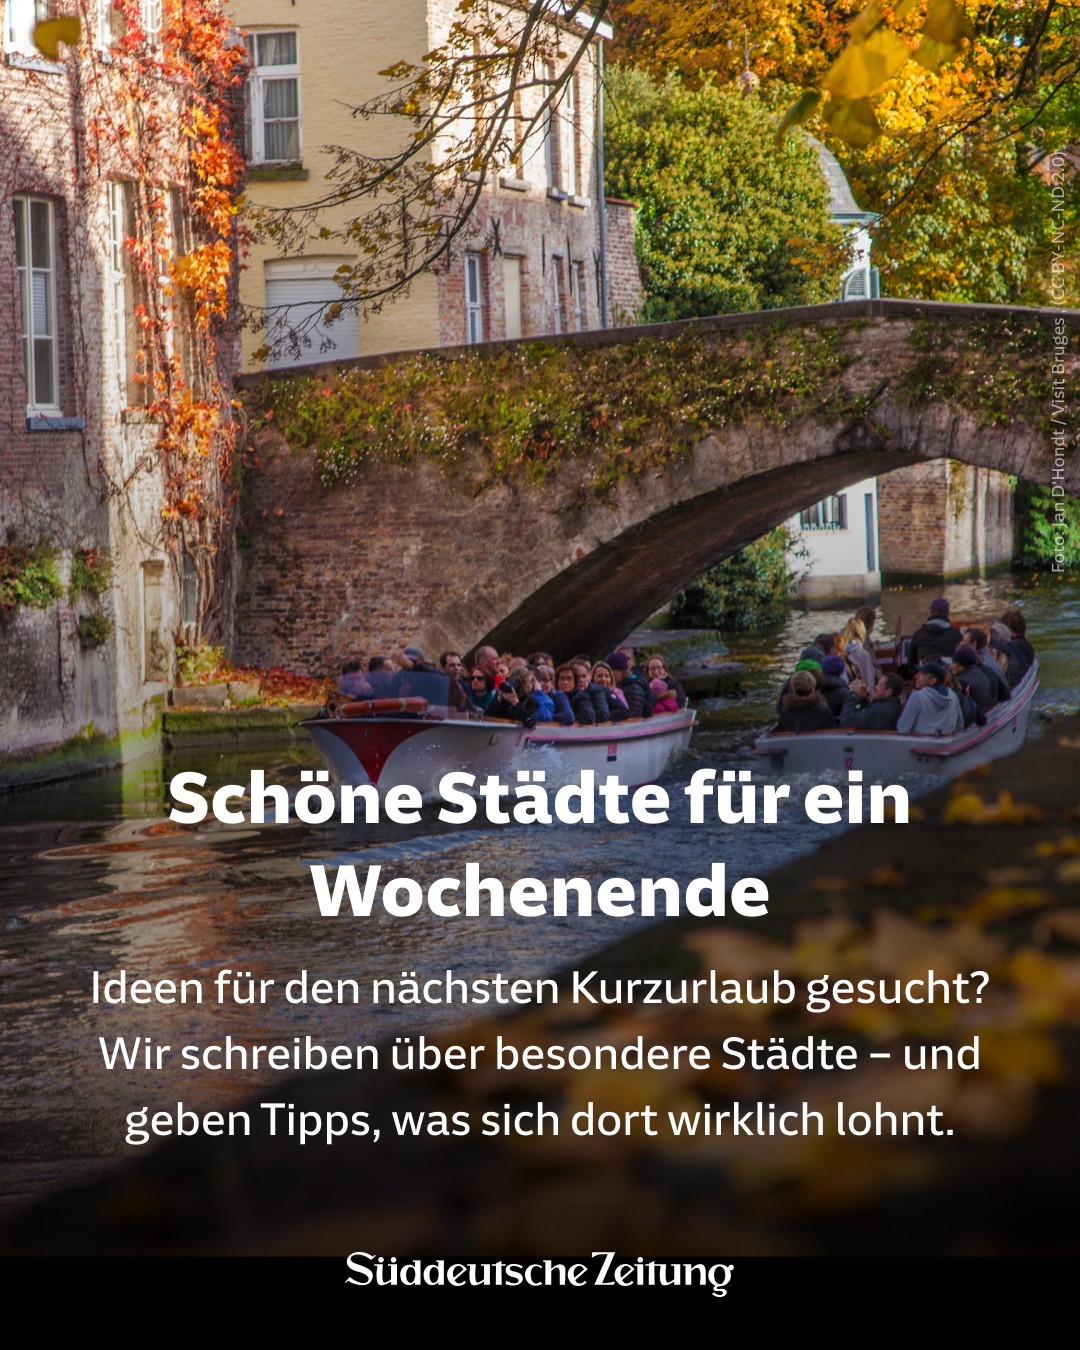 Foto: Jan D'Hondt / Visit Bruges (CC BY-NC-ND 2.0)
12
Schöne Städte für ein
Wochenende
Ideen für den nächsten Kurzurlaub gesucht?
Wir schreiben über besondere Städte – und
geben Tipps, was sich dort wirklich lohnt.
Süddeutsche Zeitung